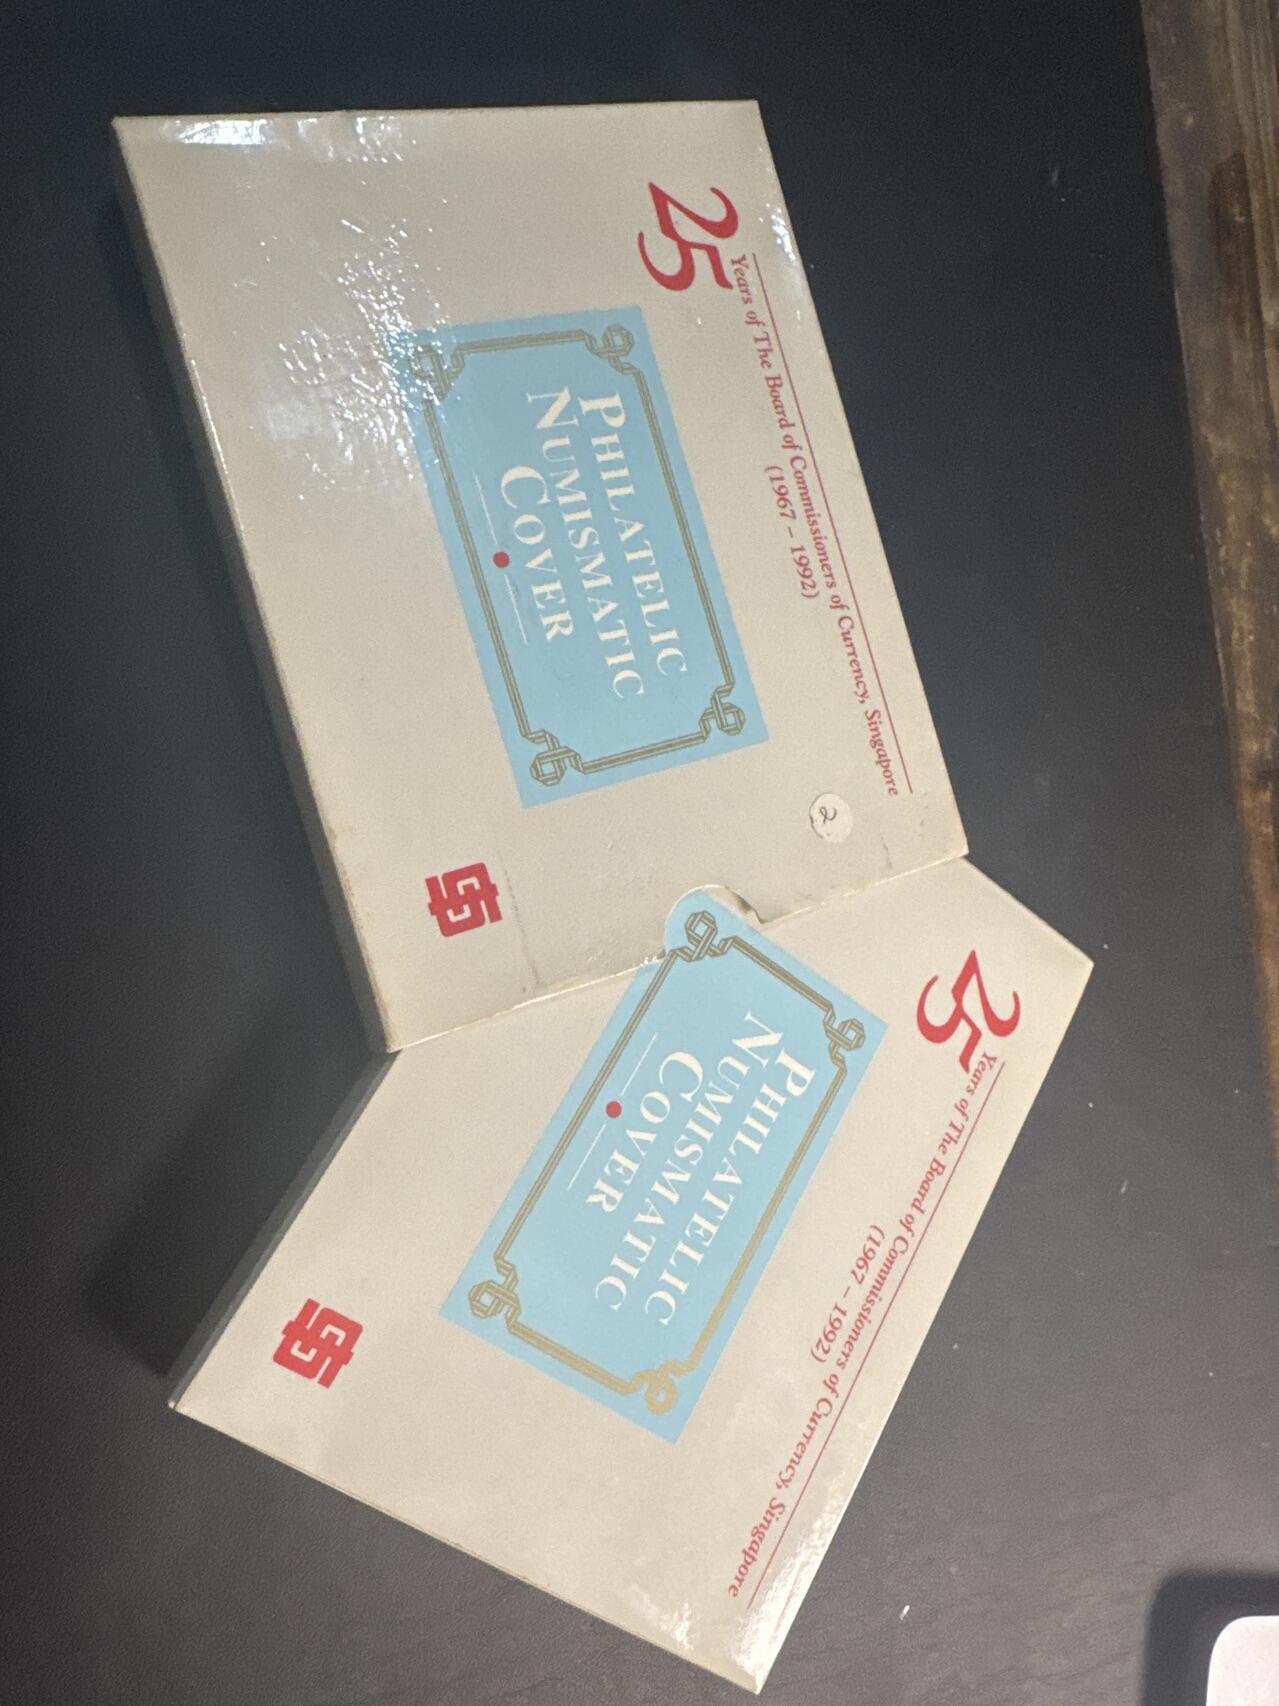 25 Years of The Board of Commissioners of Currency, Singapore
(1967 – 1992)
PHILATELIC
NUMISMATIC
COVER
2
25 Years of The Board of Commissioners of Currency, Singapore
(1967 – 1992)
PHILATELIC
NUMISMATIC
COVER